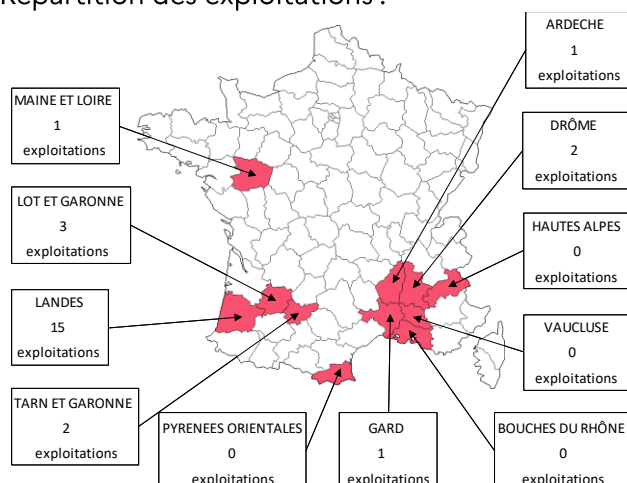 Répartition des exploitations :
ARDECHE
1
exploitations
MAINE ET LOIRE
1
exploitations
DRÔME
2
exploitations
LOT ET GARONNE
3
exploitations
HAUTES ALPES
0
exploitations
LANDES
15
exploitations
VAUCLUSE
0
exploitations
TARN ET GARONNE
2
exploitations
PYRENEES ORIENTALES
0
exploitations
GARD
1
exploitations
BOUCHES DU RHÔNE
0
exploitations